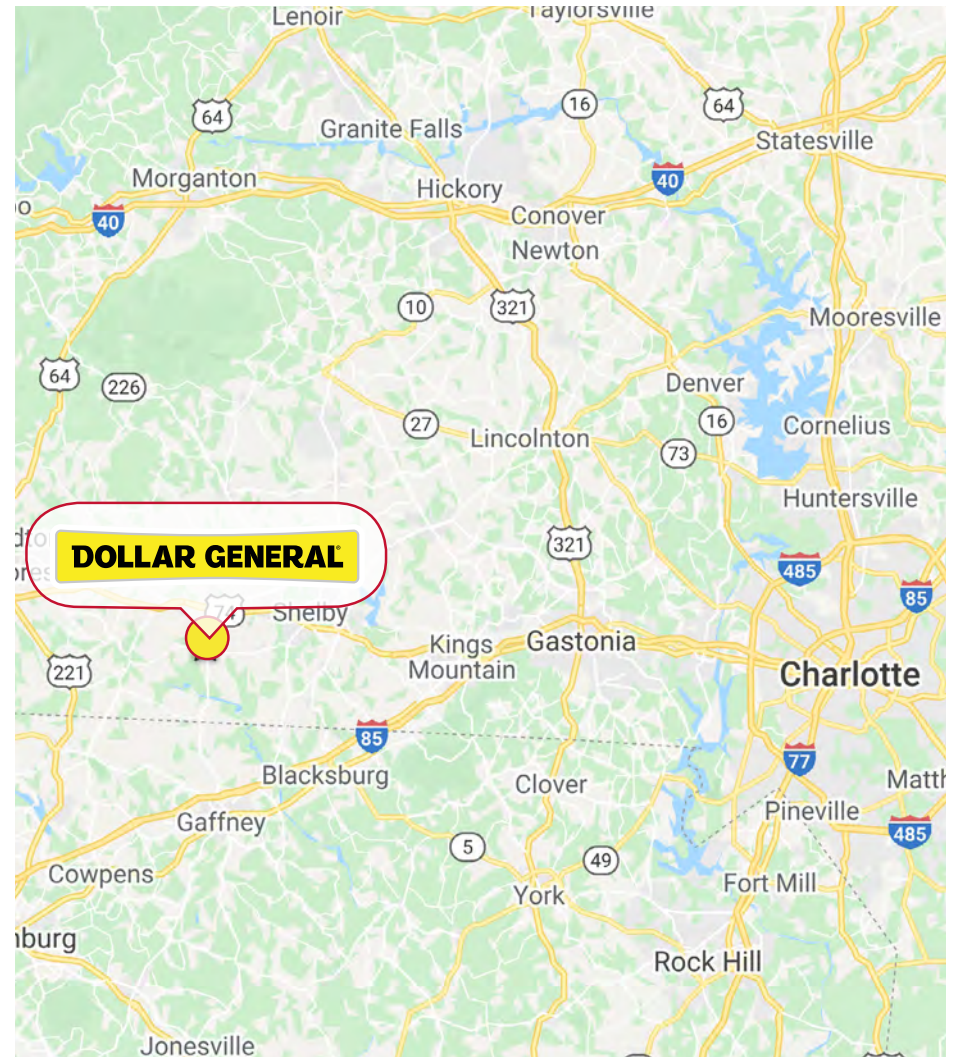 Lenoir
Taylorsville
64
16
64
Granite Falls
Statesville
Morganton
Hickory
40
40
Conover
Newton
10
321
Mooresville
64
226
Denver
27
16
Cornelius
Lincolnton
73
Huntersville
DOLLAR GENERAL®
321
485
85
74
Shelby
Kings
Mountain
Gastonia
221
Charlotte
85
77
Blacksburg
Clover
Matth
Pineville
Gaffney
485
5
49
Cowpens
York
Fort Mill
nburg
Rock Hill
Jonesville